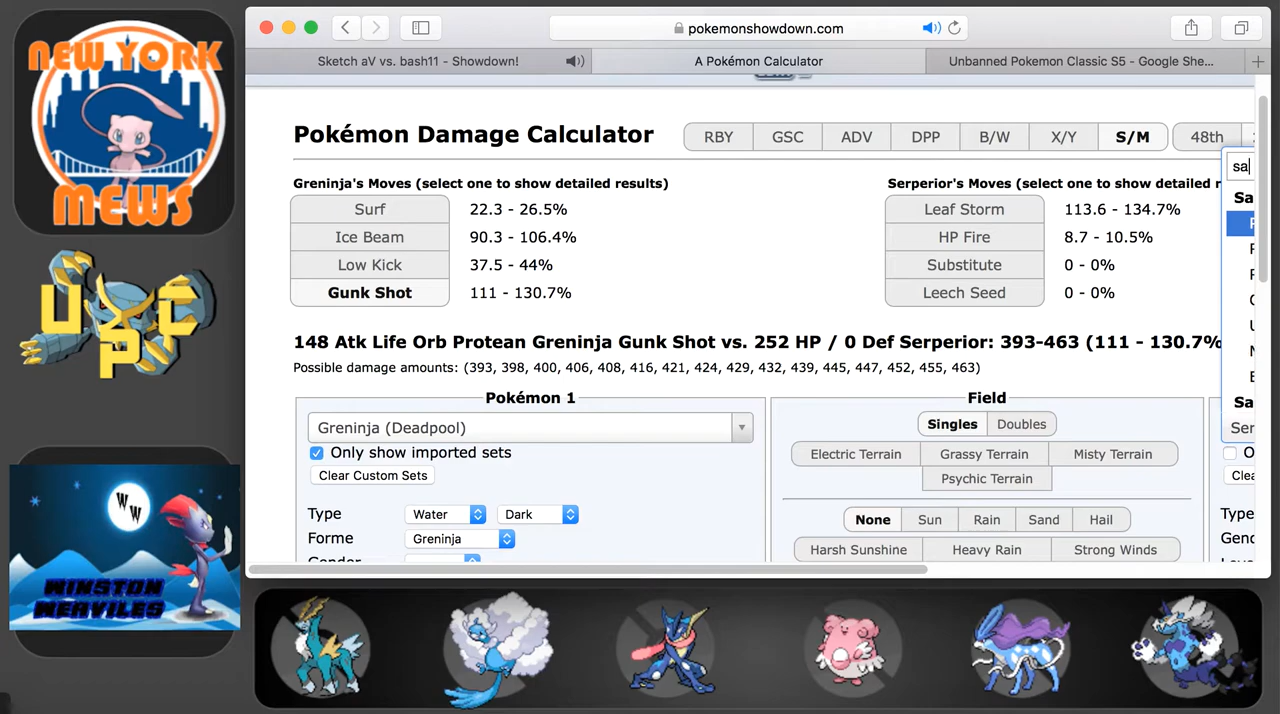 NEW YORK
MEWS
U
P
C
W W
WINSTON
WEAVILES
pokemonshowdown.com
Sketch aV vs. bash11 - Showdown!
A Pokémon Calculator
Unbanned Pokemon Classic S5 - Google She...
Pokémon Damage Calculator
RBY
GSC
ADV
DPP
B/W
X/Y
S/M
48th
sa
Sa
Greninja's Moves (select one to show detailed results)
Surf 22.3 - 26.5%
Ice Beam 90.3 - 106.4%
Low Kick 37.5 - 44%
Gunk Shot 111 - 130.7%
Serperior's Moves (select one to show detailed r
Leaf Storm 113.6 - 134.7%
HP Fire 8.7 - 10.5%
Substitute 0 - 0%
Leech Seed 0 - 0%
148 Atk Life Orb Protean Greninja Gunk Shot vs. 252 HP / 0 Def Serperior: 393-463 (111 - 130.7%
Possible damage amounts: (393, 398, 400, 406, 408, 416, 421, 424, 429, 432, 439, 445, 447, 452, 455, 463)
Sa
Ser
Pokémon 1
Greninja (Deadpool)
Only show imported sets
Clear Custom Sets
Type Water Dark
Forme Greninja
Gender
Field
Singles
Doubles
Electric Terrain
Grassy Terrain
Misty Terrain
Psychic Terrain
None
Sun
Rain
Sand
Hail
Harsh Sunshine
Heavy Rain
Strong Winds
O
Clea
Type
Gend